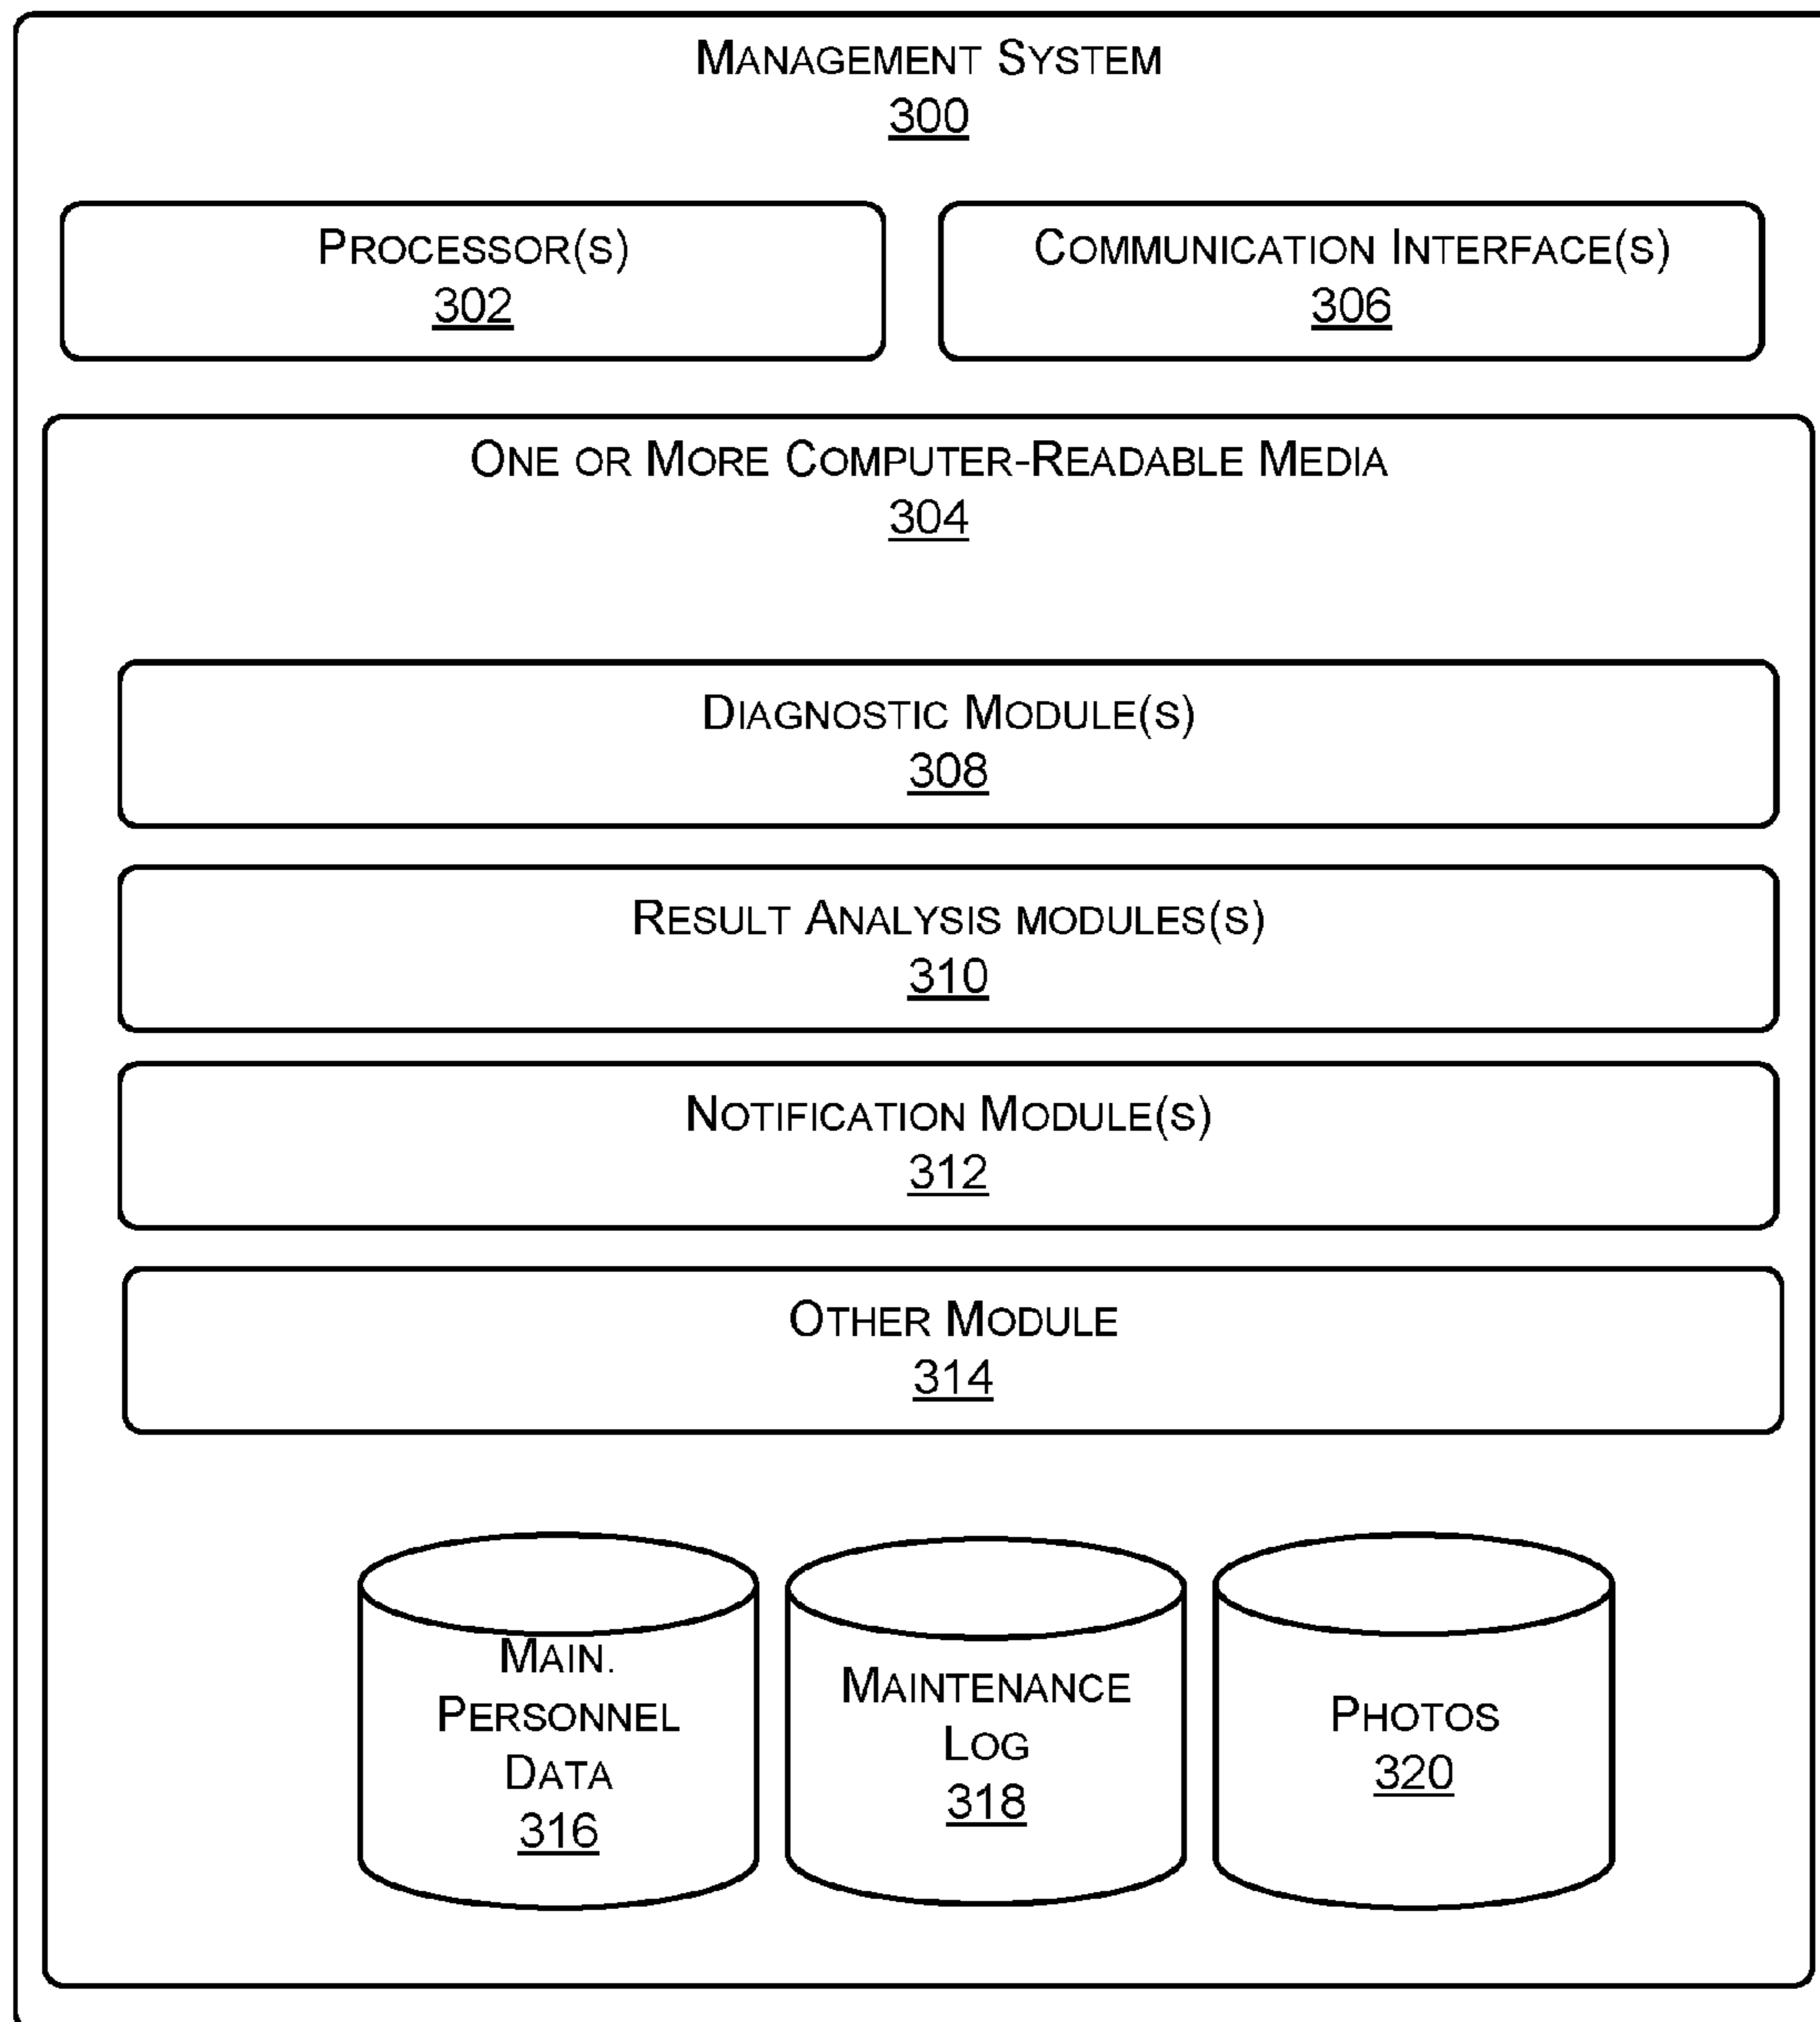 MANAGEMENT SYSTEM
300
PROCESSOR(S)
302
COMMUNICATION INTERFACE(S)
306
ONE OR MORE COMPUTER-READABLE MEDIA
304
DIAGNOSTIC MODULE(S)
308
RESULT ANALYSIS MODULES(S)
310
NOTIFICATION MODULE(S)
312
OTHER MODULE
314
MAIN.
PERSONNEL
DATA
316
MAINTENANCE
LOG
318
PHOTOS
320